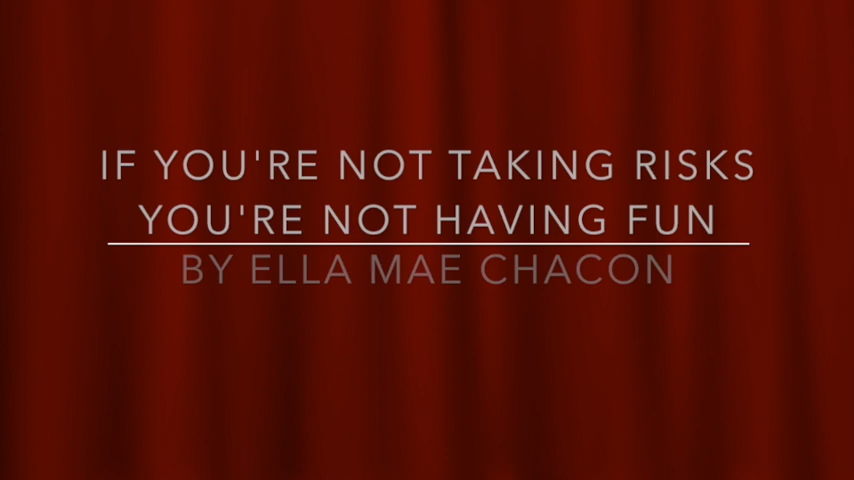 IF YOU'RE NOT TAKING RISKS
YOU'RE NOT HAVING FUN
BY ELLA MAE CHACON